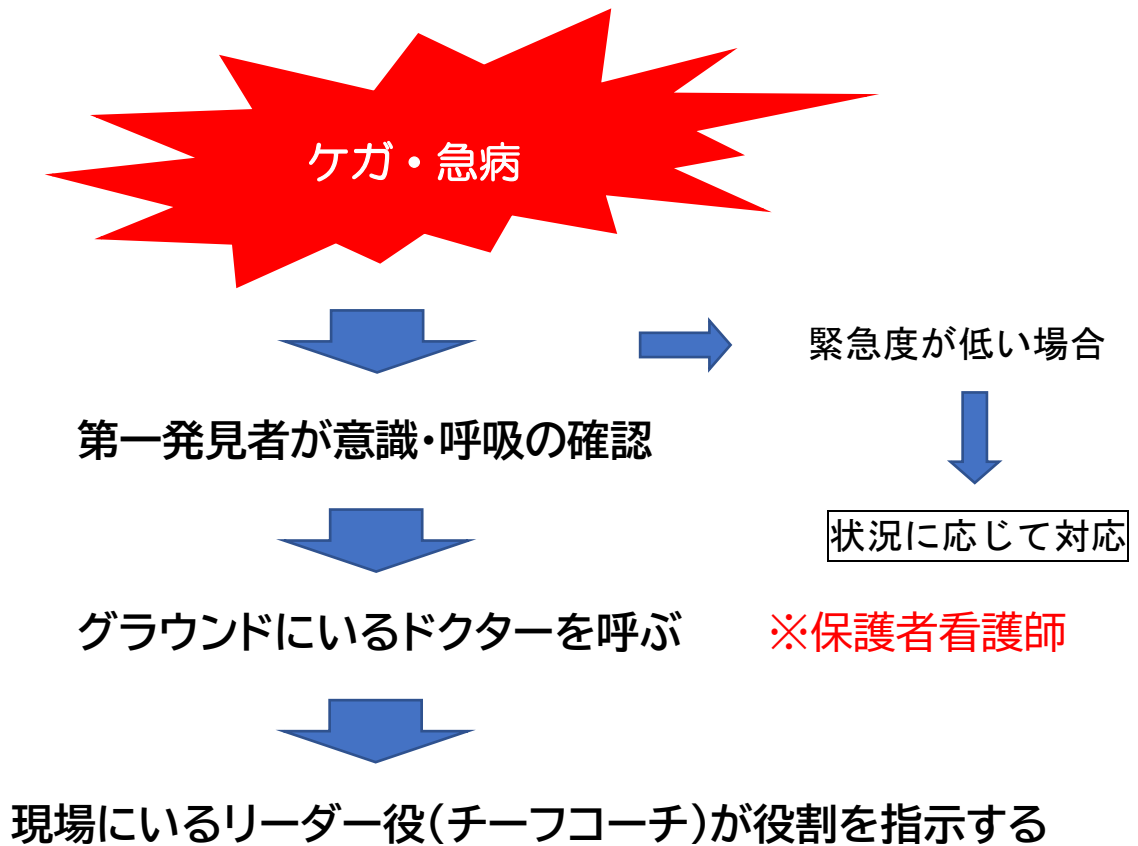 ケガ・急病
緊急度が低い場合
第一発見者が意識・呼吸の確認
状況に応じて対応
グラウンドにいるドクターを呼ぶ ※保護者看護師
現場にいるリーダー役(チーフコーチ)が役割を指示する